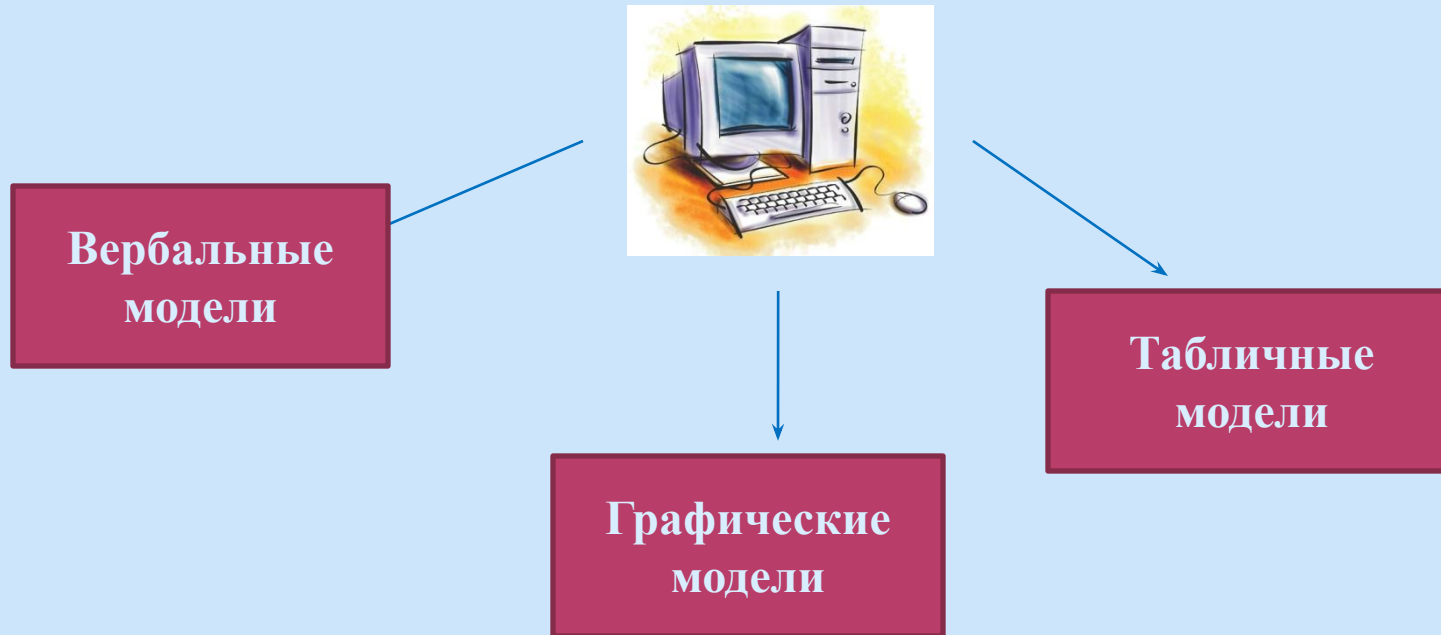 Вербальные
модели
Графические
модели
Табличные
модели